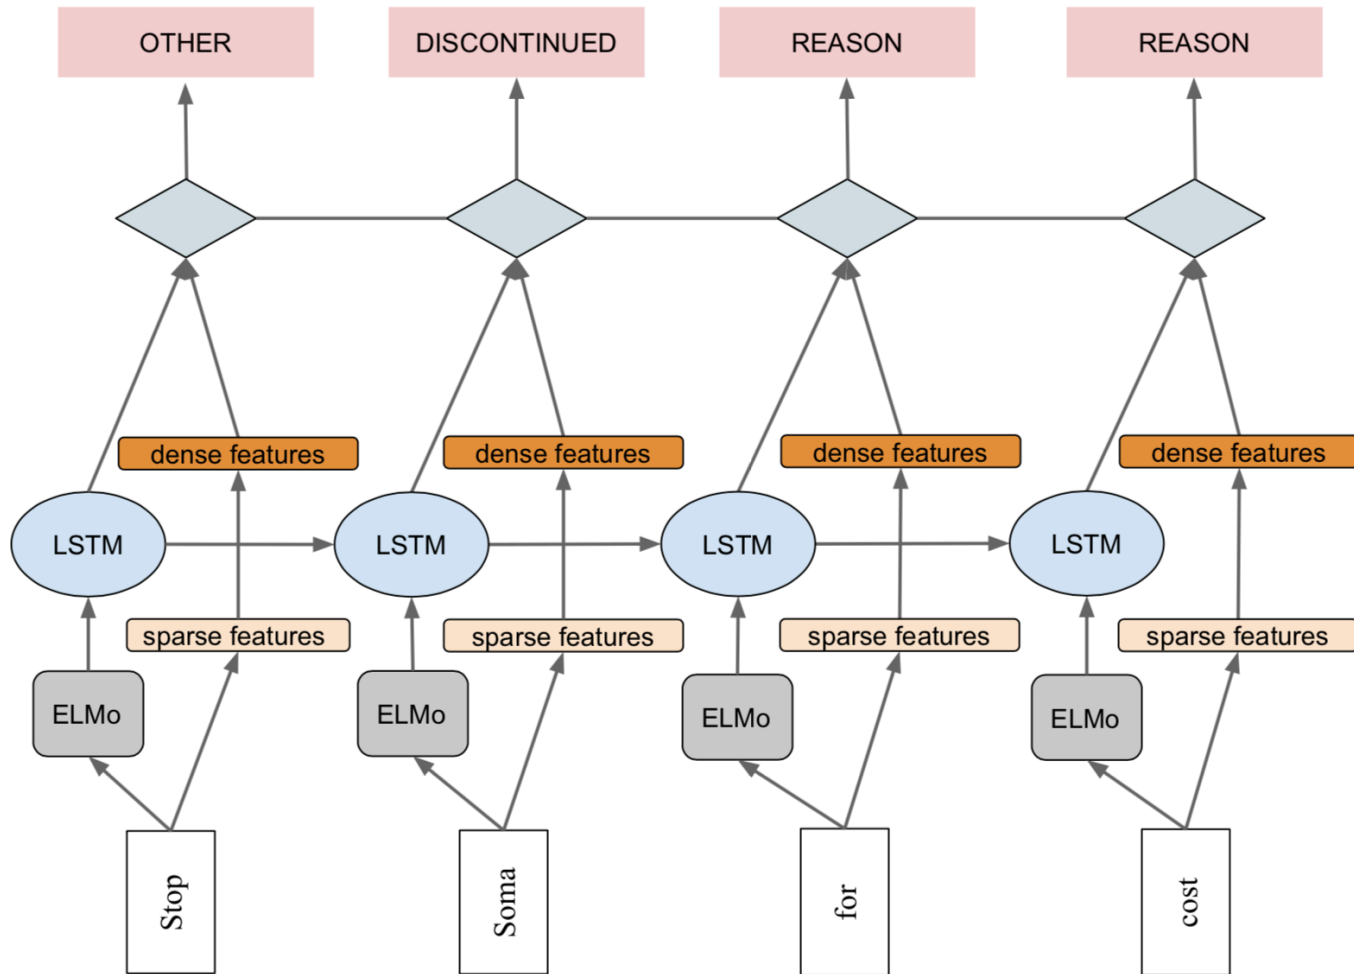 OTHER DISCONTINUED REASON REASON
dense features dense features dense features dense features
LSTM LSTM LSTM LSTM
sparse features sparse features sparse features sparse features
ELMo ELMo ELMo ELMo
Stop Soma for cost